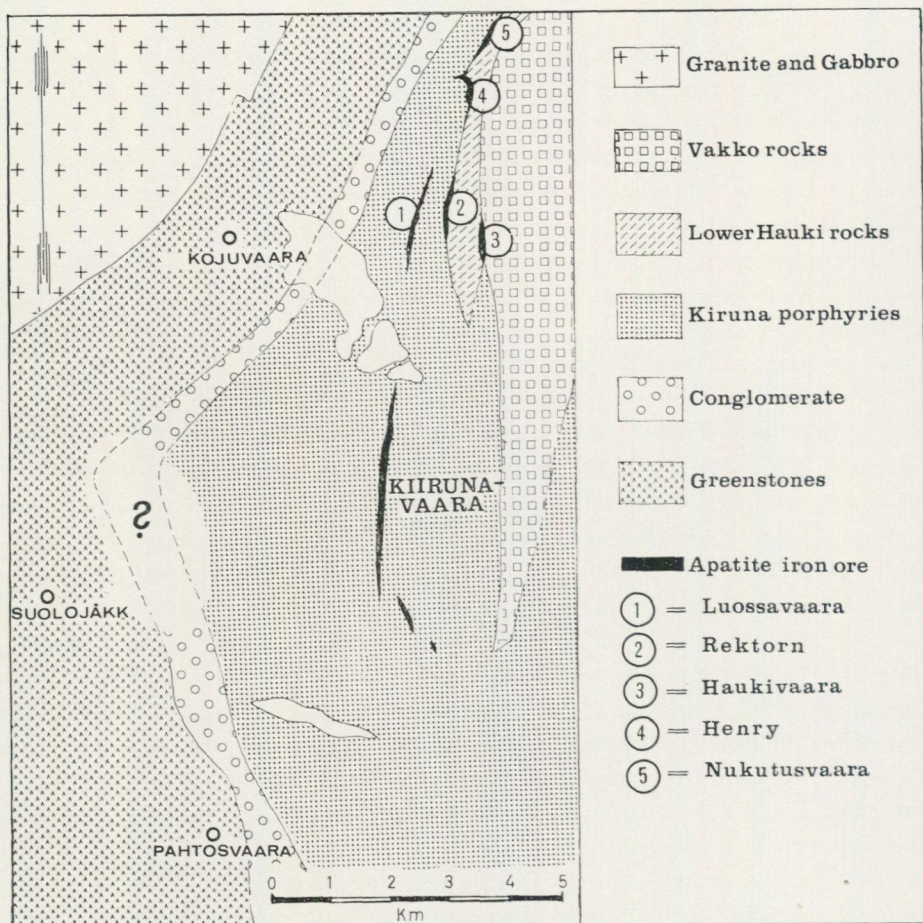 5
4
1
2
3
KOJUVAARA
KIIRUNA-
VAARA
?
SUOLOJÅKK
PAHTOSVAARA
0 1 2 3 4 5
Km
Granite and Gabbro
Vakko rocks
Lower Hauki rocks
Kiruna porphyries
Conglomerate
Greenstones
Apatite iron ore
1 = Luossavaara
2 = Rektorn
3 = Haukivaara
4 = Henry
5 = Nukutusvaara